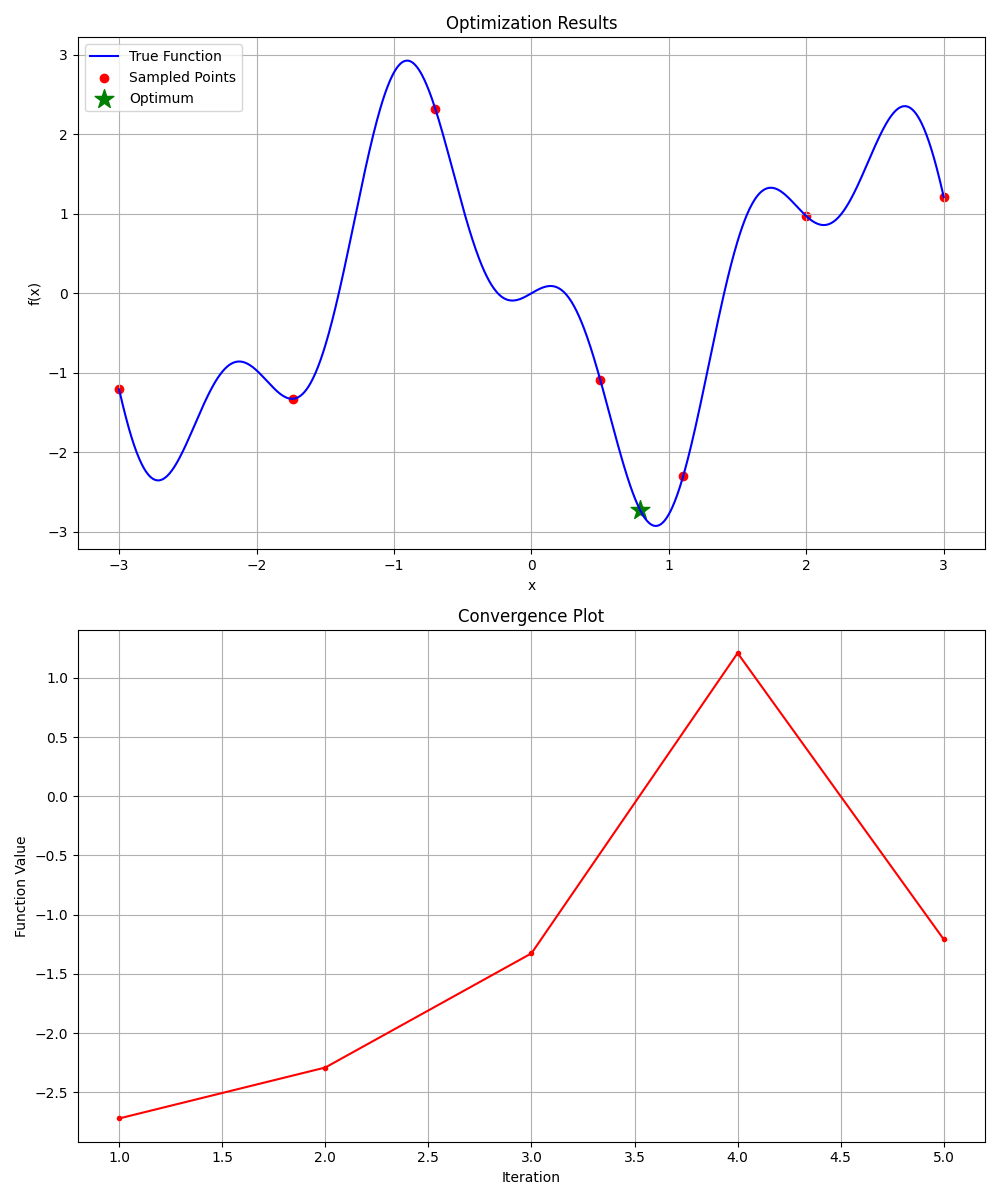 Optimization Results
True Function
Sampled Points
Optimum
3
2
1
0
−1
−2
−3
f(x)
−3 −2 −1 0 1 2 3
x
Convergence Plot
1.0
0.5
0.0
−0.5
−1.0
−1.5
−2.0
−2.5
Function Value
1.0 1.5 2.0 2.5 3.0 3.5 4.0 4.5 5.0
Iteration